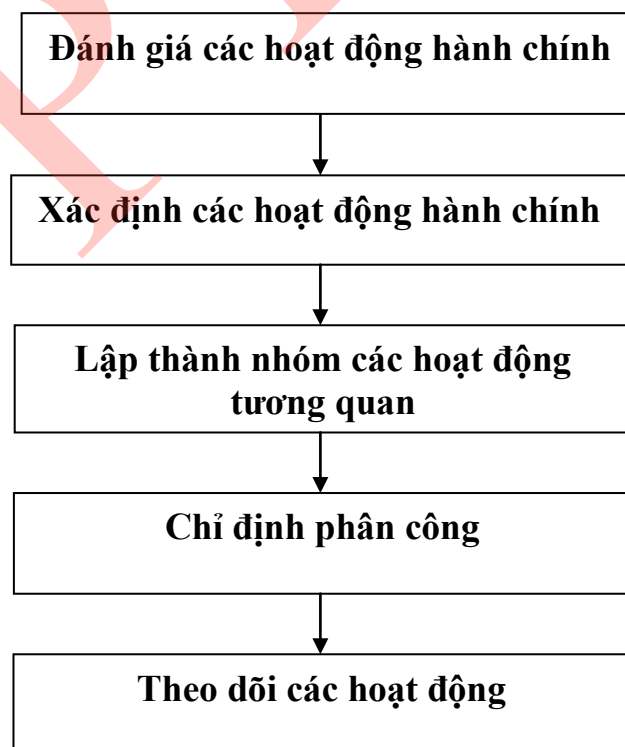 Đánh giá các hoạt động hành chính
Xác định các hoạt động hành chính
Lập thành nhóm các hoạt động
tương quan
Chỉ định phân công
Theo dõi các hoạt động